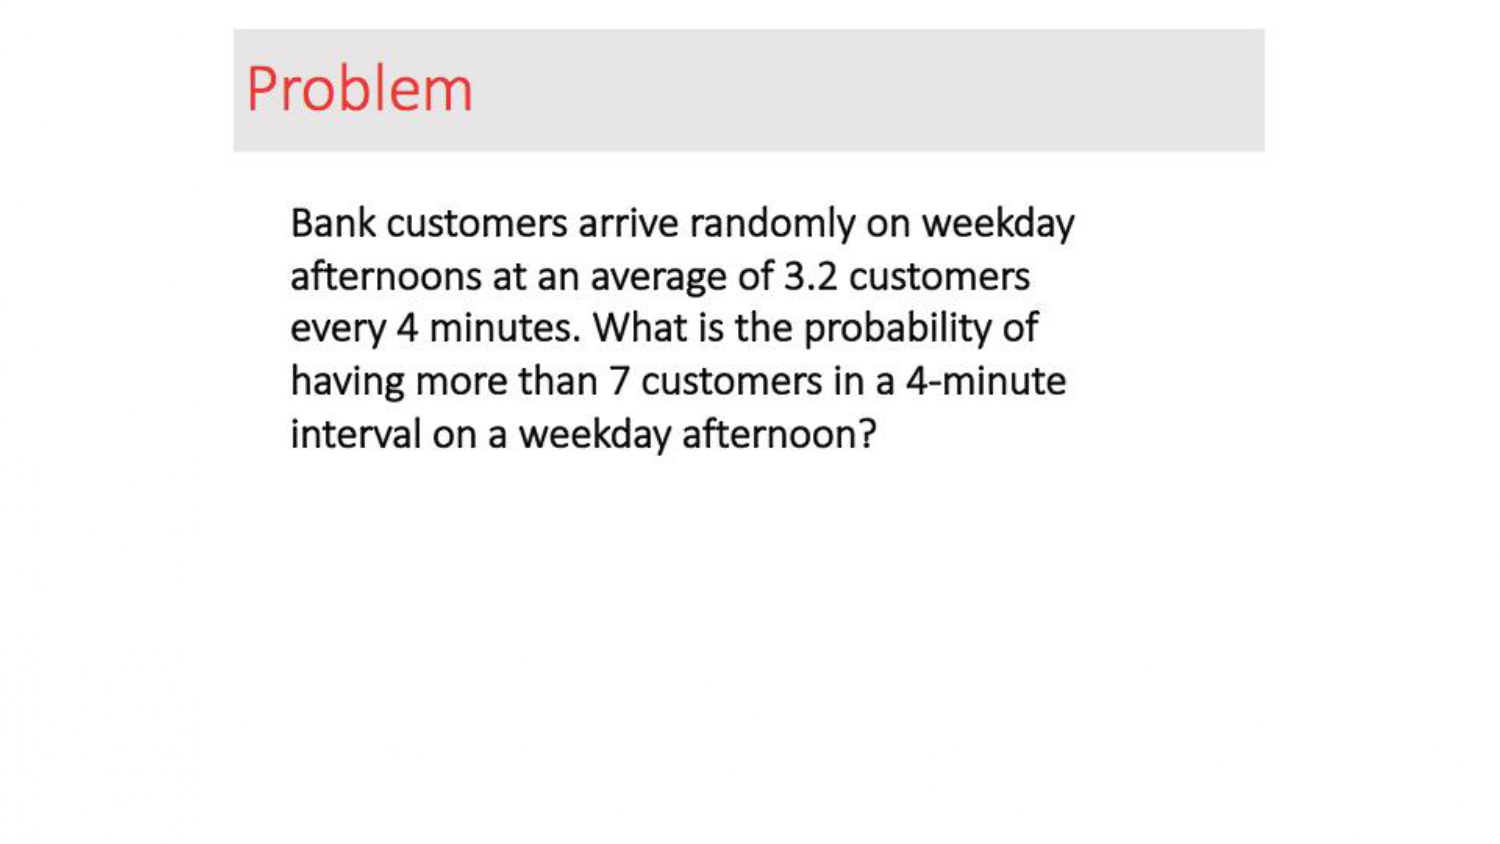 Problem
Bank customers arrive randomly on weekday
afternoons at an average of 3.2 customers
every 4 minutes. What is the probability of
having more than 7 customers in a 4-minute
interval on a weekday afternoon?